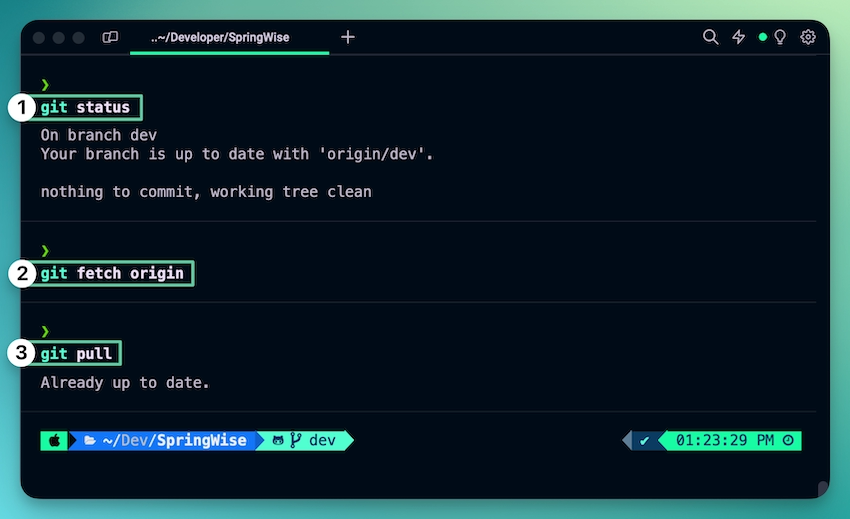 ..~/Developer/SpringWise
❯
1 git status
On branch dev
Your branch is up to date with 'origin/dev'.
nothing to commit, working tree clean
❯
2 git fetch origin
❯
3 git pull
Already up to date.
~/Dev/SpringWise dev ✔ 01:23:29 PM